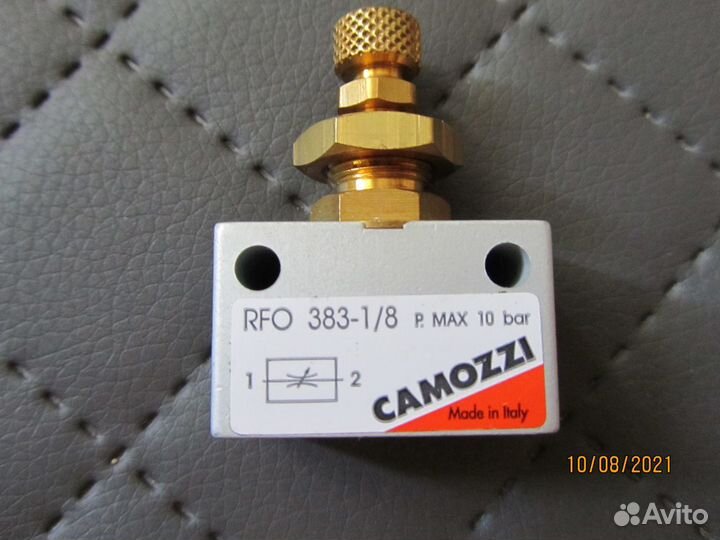 RFO 383-1/8 P. MAX 10 bar
1 2
CAMOZZI
Made in Italy
10/08/2021
Avito